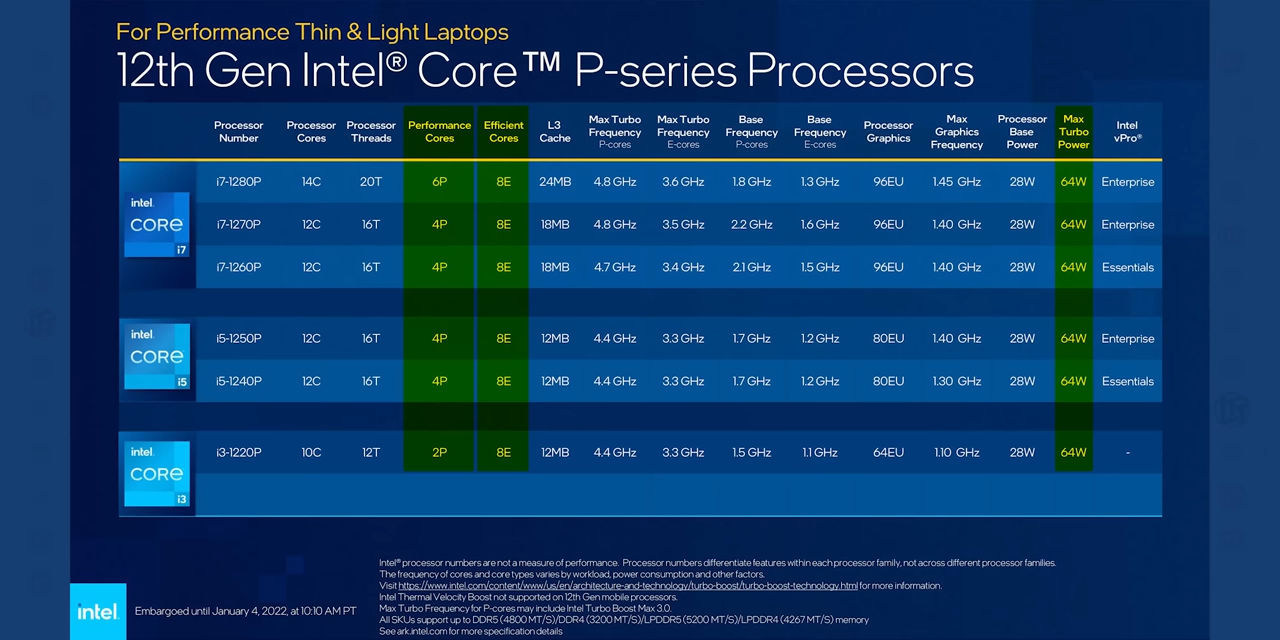 For Performance Thin & Light Laptops
12th Gen Intel® Core™ P-series Processors
Processor Number Processor Cores Processor Threads Performance Cores Efficient Cores L3 Cache Max Turbo Frequency P-cores Max Turbo Frequency E-cores Base Frequency P-cores Base Frequency E-cores Processor Graphics Max Graphics Frequency Processor Base Power Max Turbo Power Intel vPro®
intel.
CORE
i7
i7-1280P 14C 20T 6P 8E 24MB 4.8 GHz 3.6 GHz 1.8 GHz 1.3 GHz 96EU 1.45 GHz 28W 64W Enterprise
i7-1270P 12C 16T 4P 8E 18MB 4.8 GHz 3.5 GHz 2.2 GHz 1.6 GHz 96EU 1.40 GHz 28W 64W Enterprise
i7-1260P 12C 16T 4P 8E 18MB 4.7 GHz 3.4 GHz 2.1 GHz 1.5 GHz 96EU 1.40 GHz 28W 64W Essentials
intel.
CORE
i5
i5-1250P 12C 16T 4P 8E 12MB 4.4 GHz 3.3 GHz 1.7 GHz 1.2 GHz 80EU 1.40 GHz 28W 64W Enterprise
i5-1240P 12C 16T 4P 8E 12MB 4.4 GHz 3.3 GHz 1.7 GHz 1.2 GHz 80EU 1.30 GHz 28W 64W Essentials
intel.
CORE
i3
i3-1220P 10C 12T 2P 8E 12MB 4.4 GHz 3.3 GHz 1.5 GHz 1.1 GHz 64EU 1.10 GHz 28W 64W -
Intel® processor numbers are not a measure of performance. Processor numbers differentiate features within each processor family, not across different processor families.
The frequency of cores and core types varies by workload, power consumption and other factors.
Visit https://www.intel.com/content/www/us/en/architecture-and-technology/turbo-boost/turbo-boost-technology.html for more information.
Intel Thermal Velocity Boost not supported on 12th Gen mobile processors.
Max Turbo Frequency for P-cores may include Intel Turbo Boost Max 3.0.
All SKUs support up to DDR5 (4800 MT/S)/DDR4 (3200 MT/S)/LPDDR5 (5200 MT/S)/LPDDR4 (4267 MT/S) memory
See ark.intel.com for more specification details
intel.
Embargoed until January 4, 2022, at 10:10 AM PT